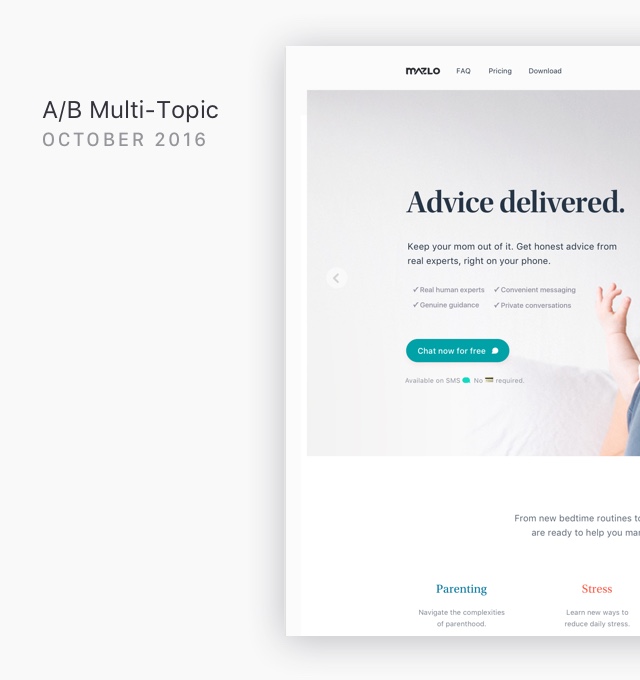 A/B Multi-Topic
OCTOBER 2016
MAZLO FAQ Pricing Download
Advice delivered.
Keep your mom out of it. Get honest advice from
real experts, right on your phone.
✓ Real human experts ✓ Convenient messaging
✓ Genuine guidance ✓ Private conversations
Chat now for free
Available on SMS No required.
From new bedtime routines to
are ready to help you
Parenting Stress
Navigate the complexities Learn new ways to
of parenthood. reduce daily stress.